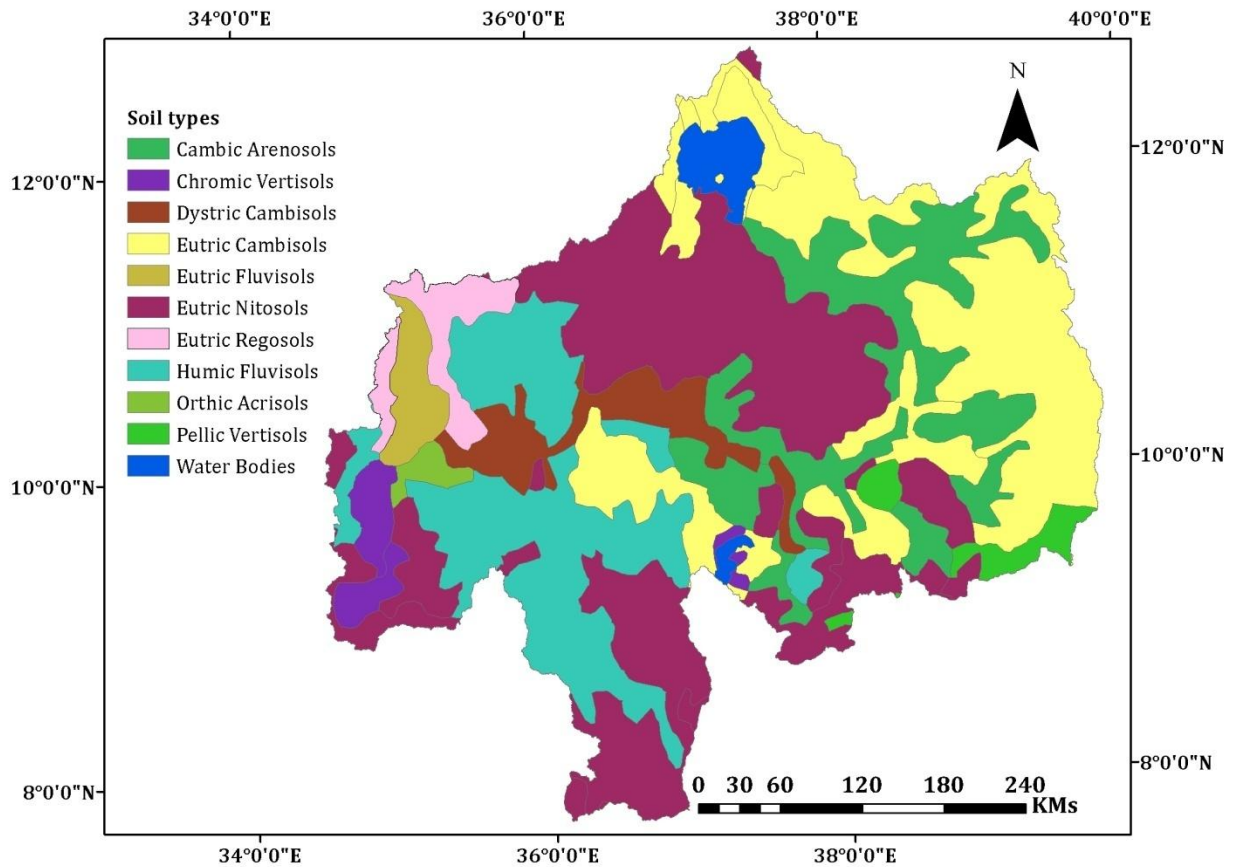 34°0'0"E 36°0'0"E 38°0'0"E 40°0'0"E
N
Soil types
Cambic Arenosols
Chromic Vertisols
Dystric Cambisols
Eutric Cambisols
Eutric Fluvisols
Eutric Nitosols
Eutric Regosols
Humic Fluvisols
Orthic Acrisols
Pellic Vertisols
Water Bodies
12°0'0"N 12°0'0"N
10°0'0"N 10°0'0"N
8°0'0"N 8°0'0"N
0 30 60 120 180 240
KMs
34°0'0"E 36°0'0"E 38°0'0"E